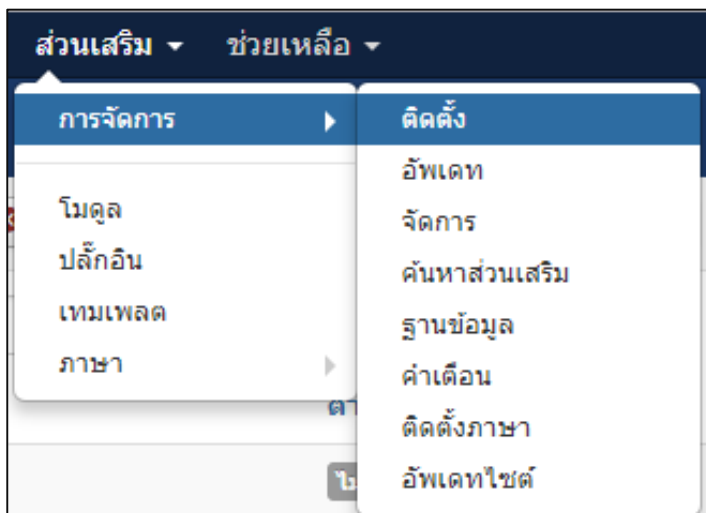 ส่วนเสริม ช่วยเหลือ
การจัดการ
โมดูล
ปลั๊กอิน
เทมเพลต
ภาษา
ติดตั้ง
อัพเดท
จัดการ
ค้นหาส่วนเสริม
ฐานข้อมูล
คำเตือน
ติดตั้งภาษา
อัพเดทไซต์